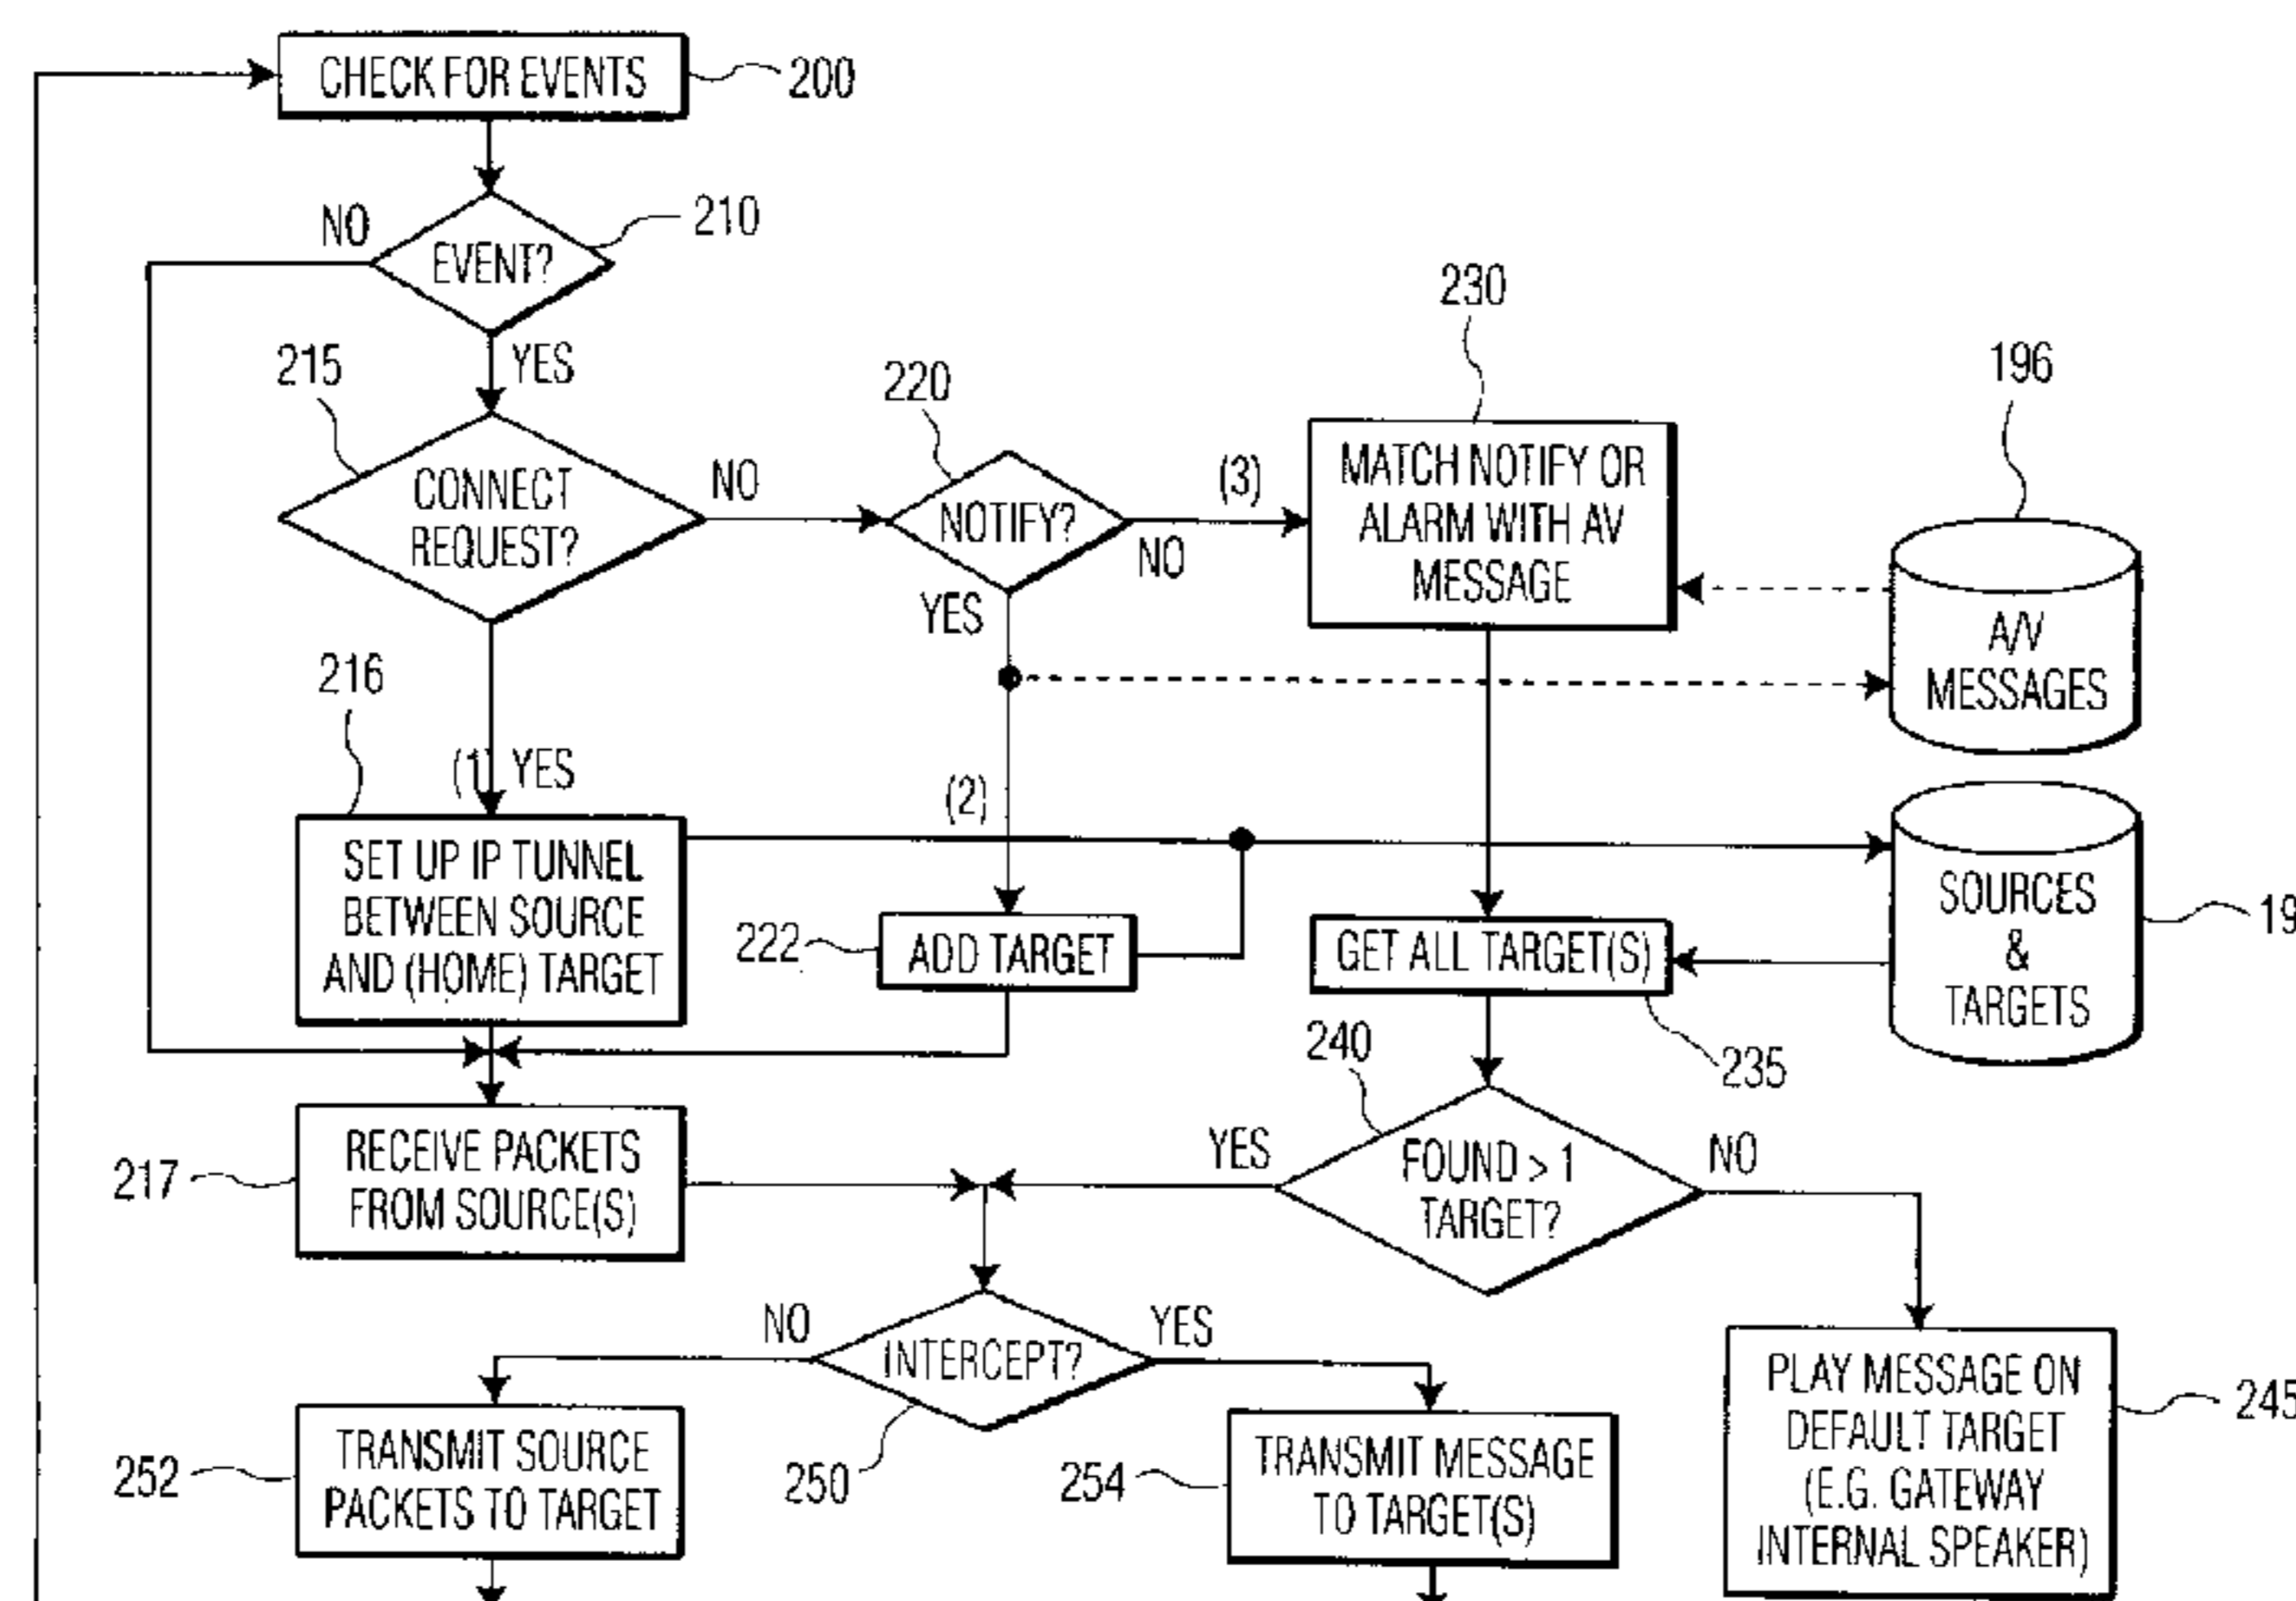 CHECK FOR EVENTS
200
NO
EVENT?
210
YES
215
CONNECT
REQUEST?
NO
220
NOTIFY?
YES
(3)
NO
230
MATCH NOTIFY OR
ALARM WITH AV
MESSAGE
196
A/V
MESSAGES
216
(1) YES
(2)
SET UP IP TUNNEL
BETWEEN SOURCE
AND (HOME) TARGET
222
ADD TARGET
GET ALL TARGET(S)
235
SOURCES
&
TARGETS
19
217
RECEIVE PACKETS
FROM SOURCE(S)
240
YES
FOUND > 1
TARGET?
NO
NO
INTERCEPT?
YES
250
252
TRANSMIT SOURCE
PACKETS TO TARGET
254
TRANSMIT MESSAGE
TO TARGET(S)
PLAY MESSAGE ON
DEFAULT TARGET
(E.G. GATEWAY
INTERNAL SPEAKER)
245